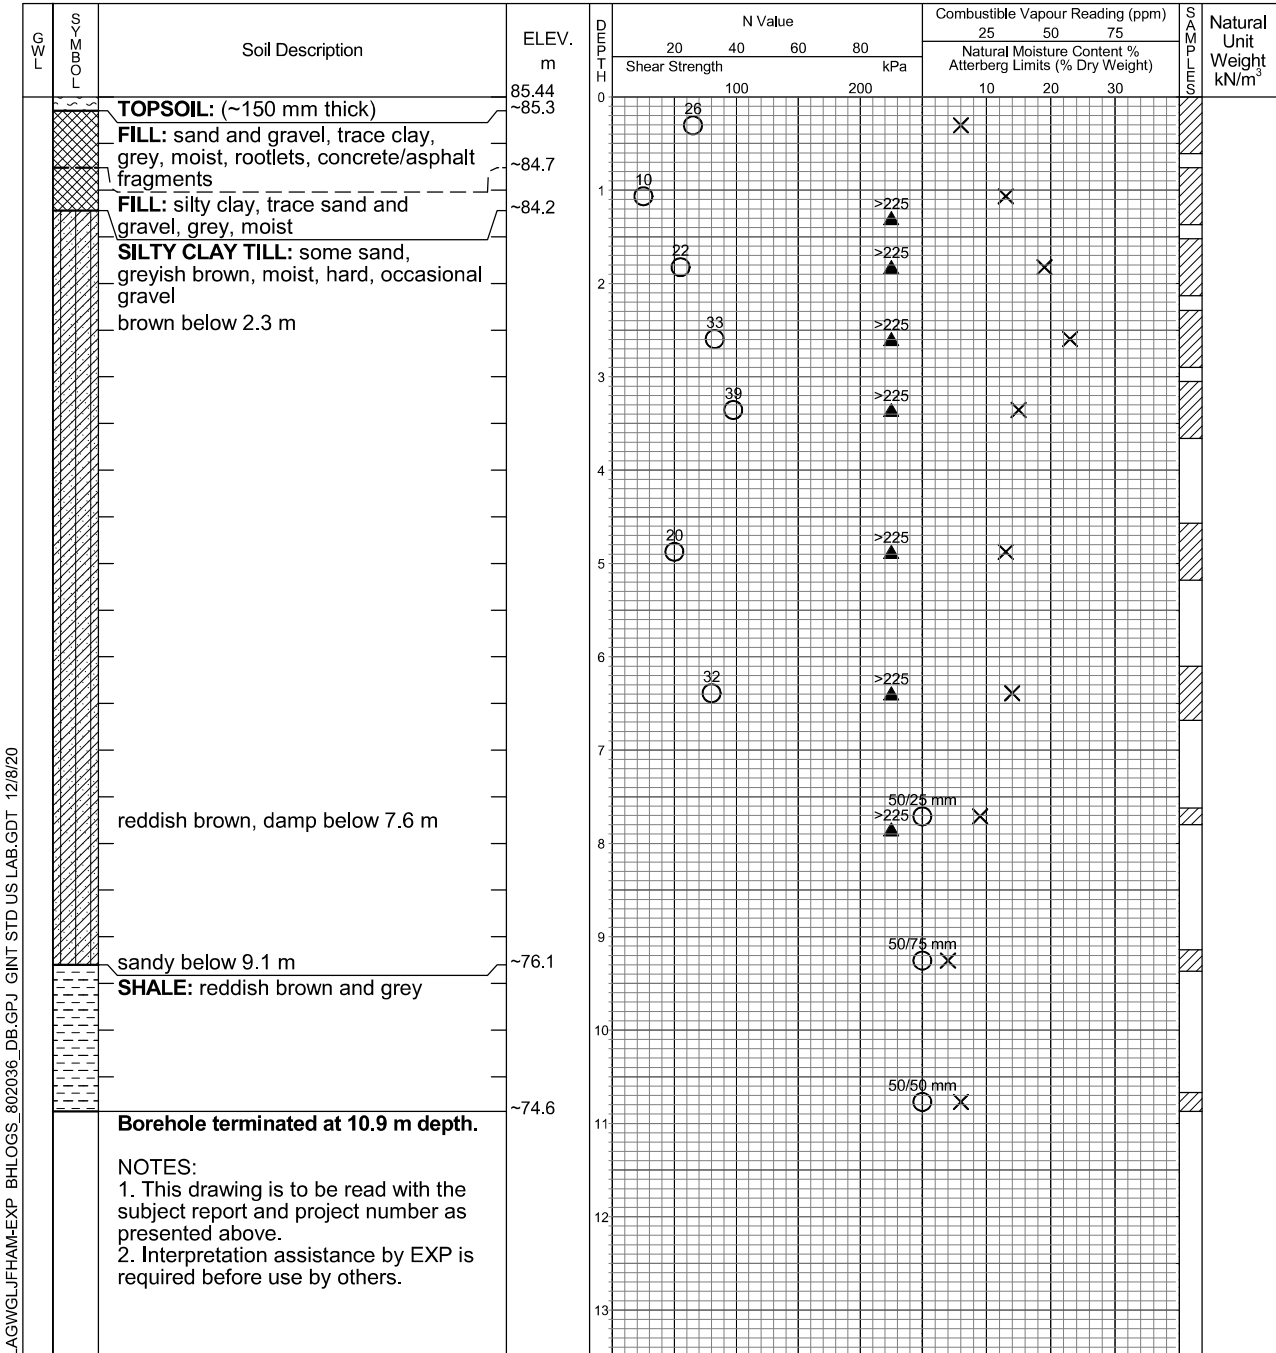 GWL
SYMBOL
Soil Description
ELEV.
m
DEPTH
N Value
20 40 60 80
Shear Strength kPa
100 200
Combustible Vapour Reading (ppm)
25 50 75
Natural Moisture Content %
Atterberg Limits (% Dry Weight)
10 20 30
SAMPLES
Natural
Unit
Weight
kN/m³
85.44
0
TOPSOIL: (~150 mm thick)
~85.3
26
FILL: sand and gravel, trace clay,
grey, moist, rootlets, concrete/asphalt
fragments
~84.7
10
1
FILL: silty clay, trace sand and
gravel, grey, moist
~84.2
>225
SILTY CLAY TILL: some sand,
greyish brown, moist, hard, occasional
gravel
22
>225
2
brown below 2.3 m
33
>225
3
39
>225
4
20
>225
5
6
32
>225
7
50/25 mm
>225
reddish brown, damp below 7.6 m
8
9
50/75 mm
sandy below 9.1 m
~76.1
SHALE: reddish brown and grey
10
50/50 mm
~74.6
Borehole terminated at 10.9 m depth.
11
NOTES:
1. This drawing is to be read with the
subject report and project number as
presented above.
2. Interpretation assistance by EXP is
required before use by others.
12
13
AGWGLJFHAM-EXP BHLOGS_802036_DB.GPJ GINT STD US LAB.GDT 12/8/20